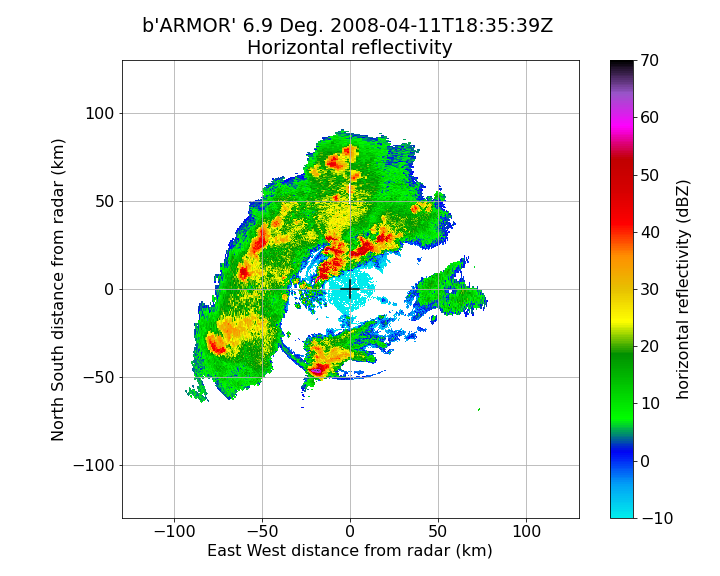 b'ARMOR' 6.9 Deg. 2008-04-11T18:35:39Z
Horizontal reflectivity
North South distance from radar (km)
100
50
0
−50
−100
−100 −50 0 50 100
East West distance from radar (km)
70
60
50
40
30
20
10
0
−10
horizontal reflectivity (dBZ)